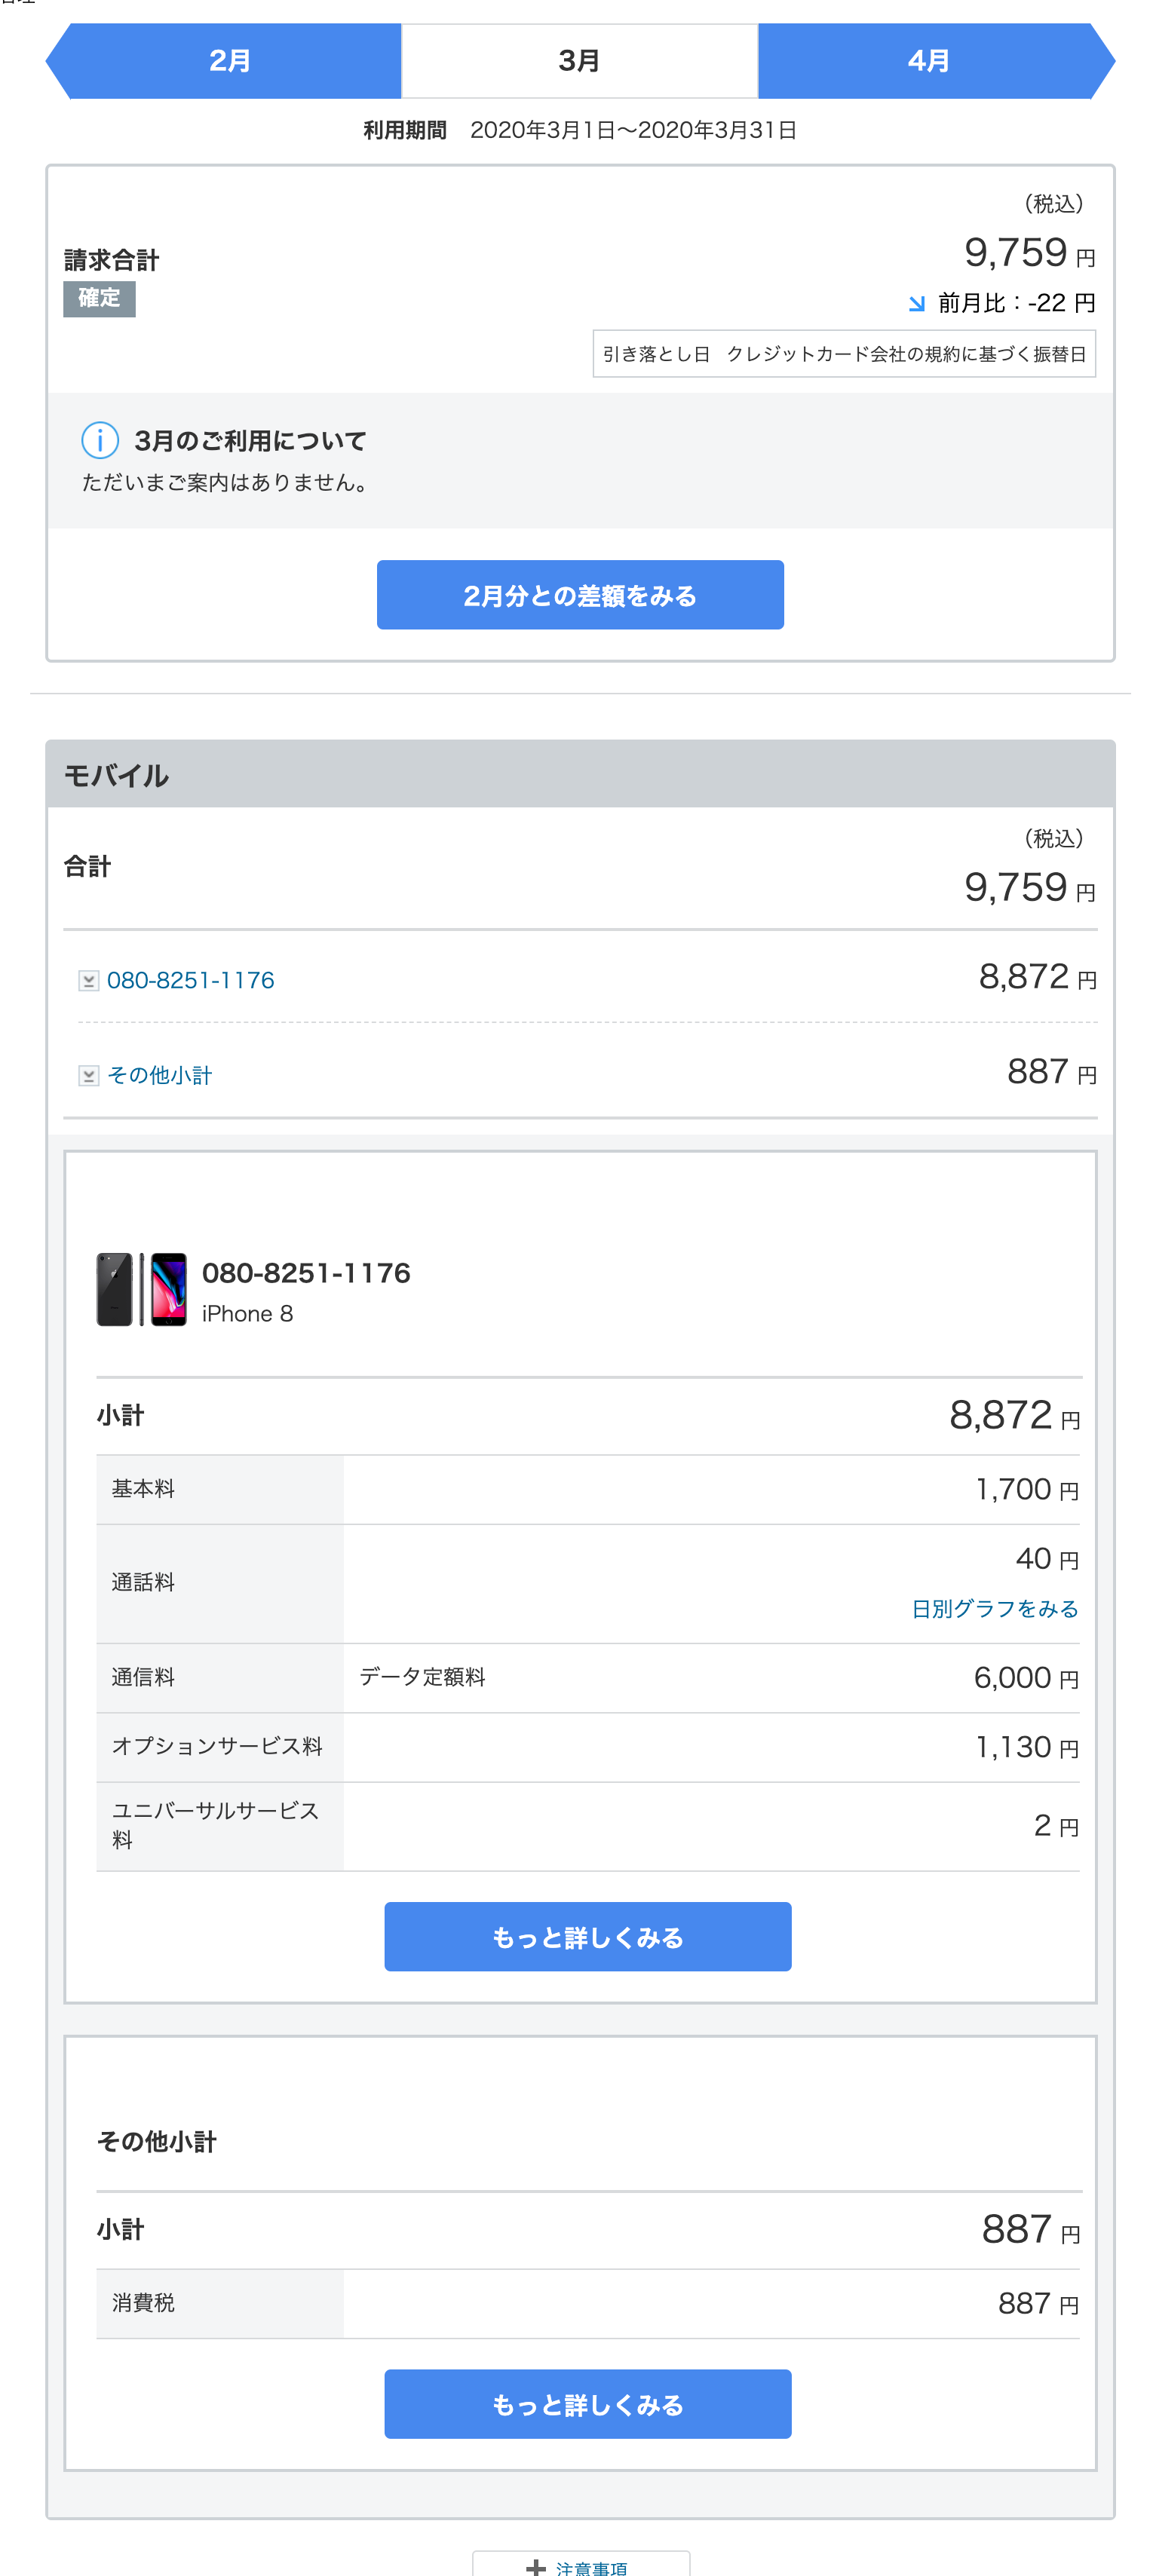 2月
3月
4月
利用期間 2020年3月1日～2020年3月31日
（税込）
請求合計
9,759 円
確定
前月比：-22 円
引き落とし日 クレジットカード会社の規約に基づく振替日
3月のご利用について
ただいまご案内はありません。
2月分との差額をみる
モバイル
（税込）
合計
9,759 円
080-8251-1176
8,872 円
その他小計
887 円
080-8251-1176
iPhone 8
小計
8,872 円
基本料
1,700 円
通話料
40 円
日別グラフをみる
通信料
データ定額料
6,000 円
オプションサービス料
1,130 円
ユニバーサルサービス
料
2 円
もっと詳しくみる
その他小計
小計
887 円
消費税
887 円
もっと詳しくみる
注意事項